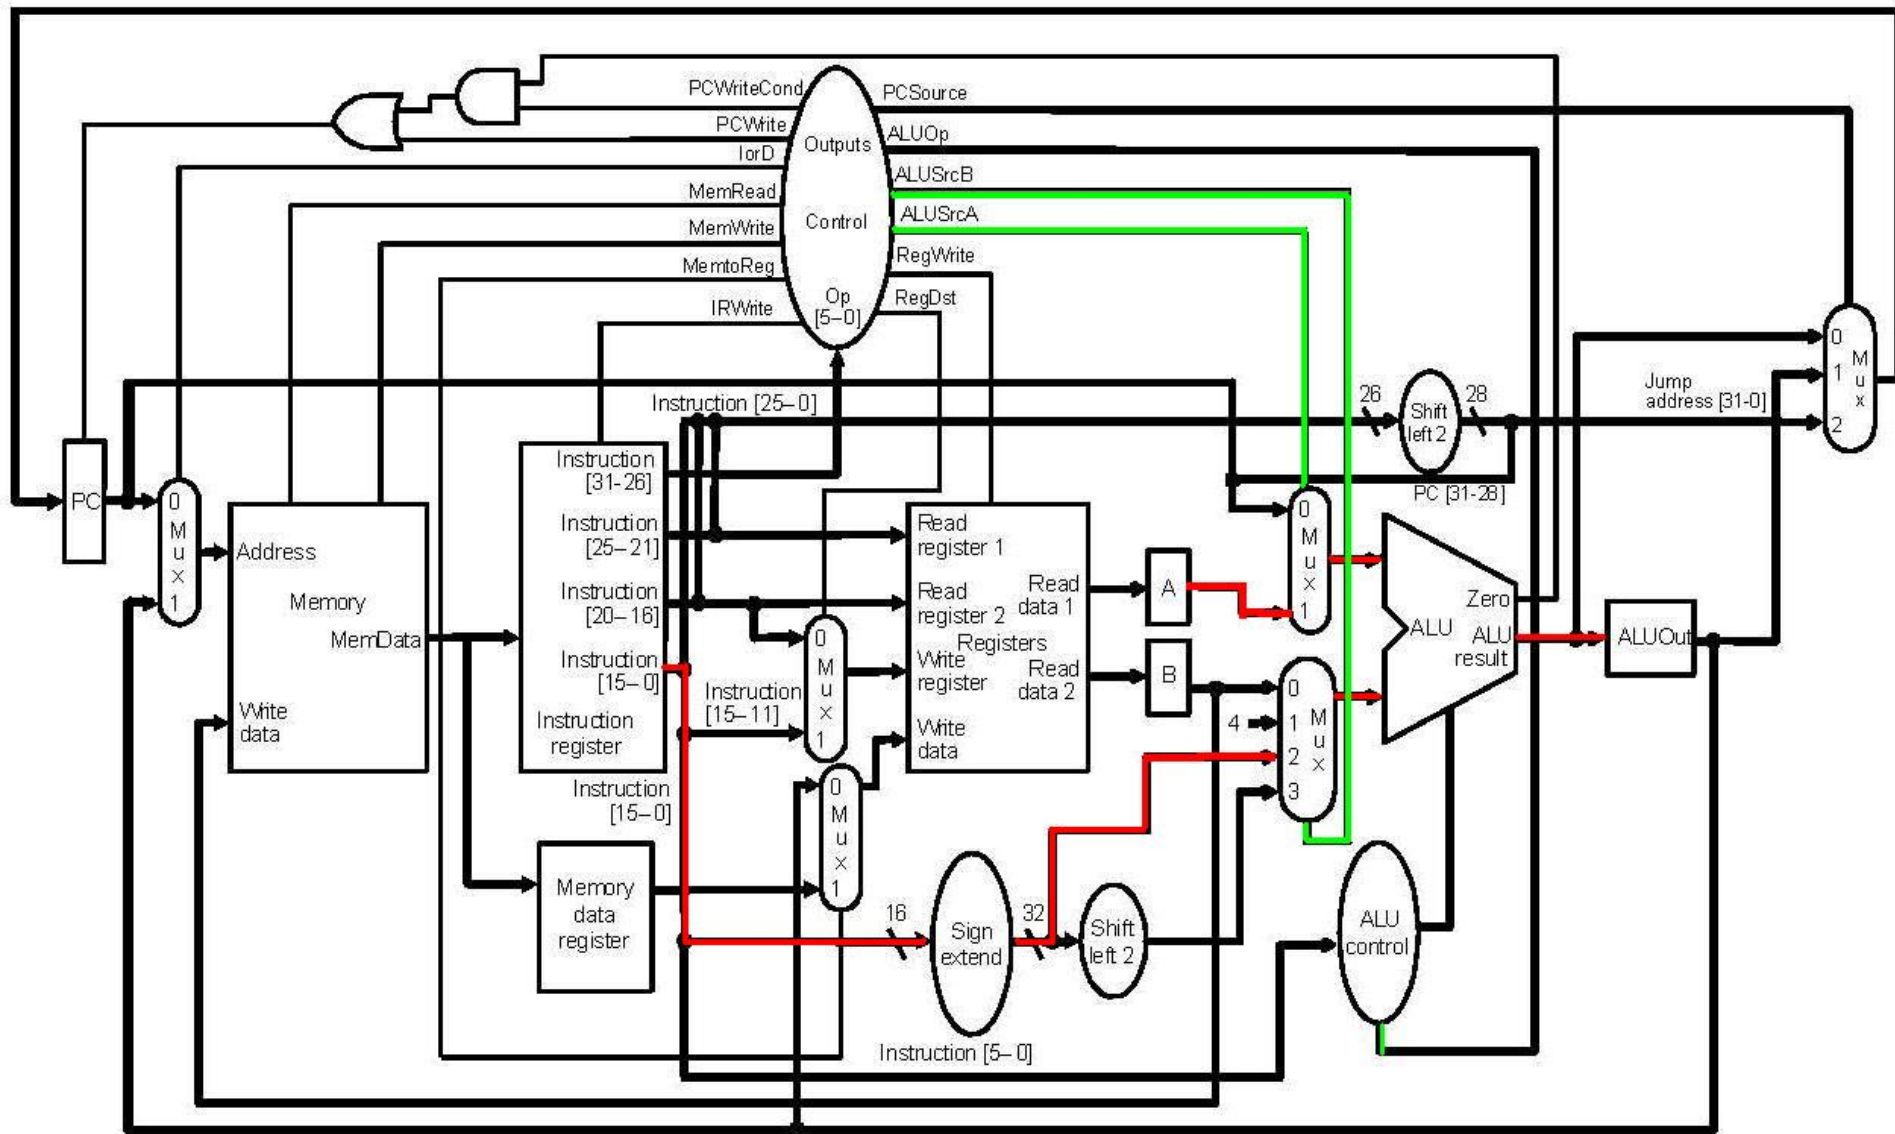 PCWriteCond
PCWrite
IorD
MemRead
MemWrite
MemtoReg
IRWrite
Outputs
Control
Op
[5–0]
PCSource
ALUOp
ALUSrcB
ALUSrcA
RegWrite
RegDst
Instruction [25–0]
26
Shift
left 2
28
Jump
address [31-0]
PC [31-28]
0
1
2
M
u
x
PC
0
M
u
x
1
Address
Memory
MemData
Write
data
Instruction
[31-26]
Instruction
[25–21]
Instruction
[20–16]
Instruction
[15–0]
Instruction
register
Instruction
[15–0]
Instruction
[15–11]
0
M
u
x
1
0
M
u
x
1
Memory
data
register
Read
register 1
Read
register 2
Registers
Write
register
Write
data
Read
data 1
Read
data 2
A
B
4
0
M
u
x
1
0
1
2
3
M
u
x
Zero
ALU
ALU
result
ALUOut
16
Sign
extend
32
Shift
left 2
ALU
control
Instruction [5–0]